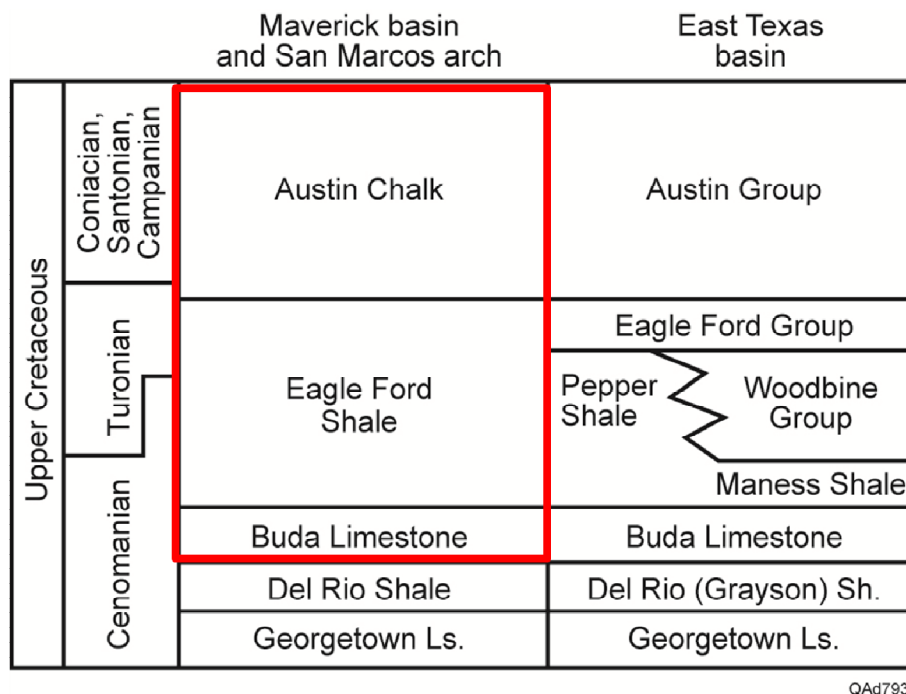 Maverick basin
and San Marcos arch
East Texas
basin
Upper Cretaceous
Coniacian,
Santonian,
Campanian
Austin Chalk
Austin Group
Turonian
Eagle Ford
Shale
Eagle Ford Group
Pepper
Shale
Woodbine
Group
Maness Shale
Cenomanian
Buda Limestone
Buda Limestone
Del Rio Shale
Del Rio (Grayson) Sh.
Georgetown Ls.
Georgetown Ls.
QAd793